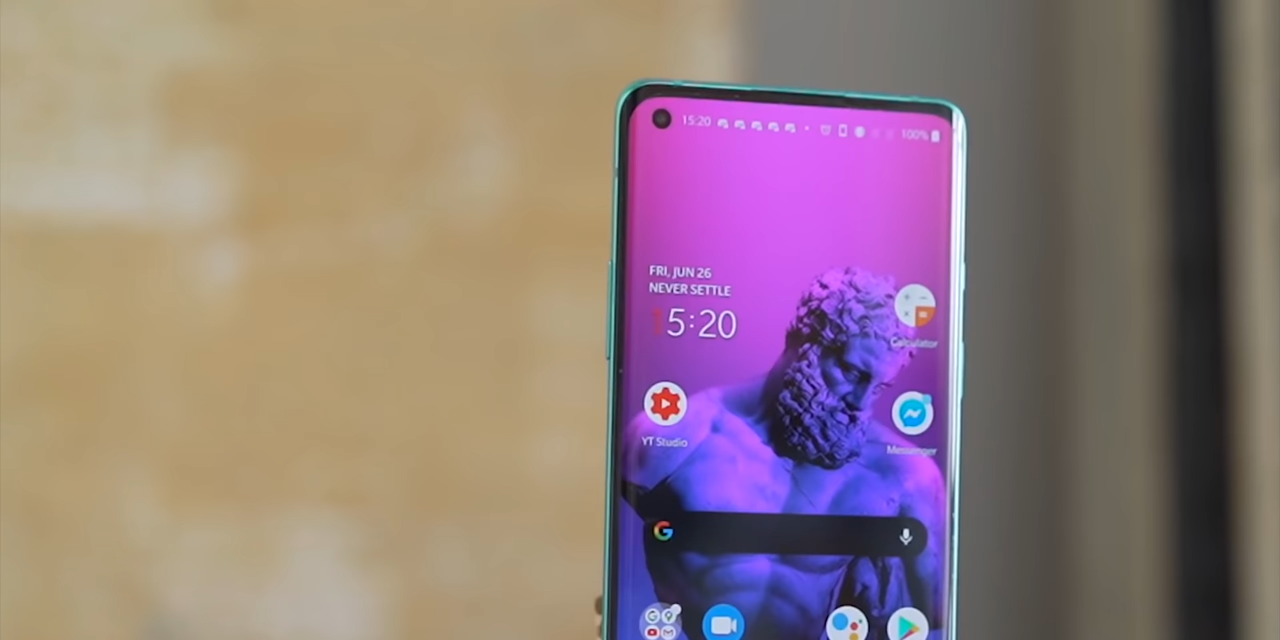 15:20
100%
FRI, JUN 26
NEVER SETTLE
15:20
Calculator
YT Studio
Messenger
G